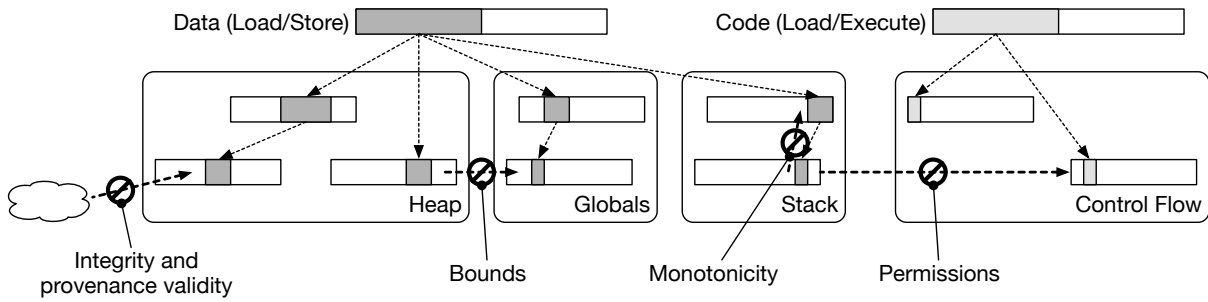 Data (Load/Store)
Code (Load/Execute)
Heap
Globals
Stack
Control Flow
Integrity and
provenance validity
Bounds
Monotonicity
Permissions